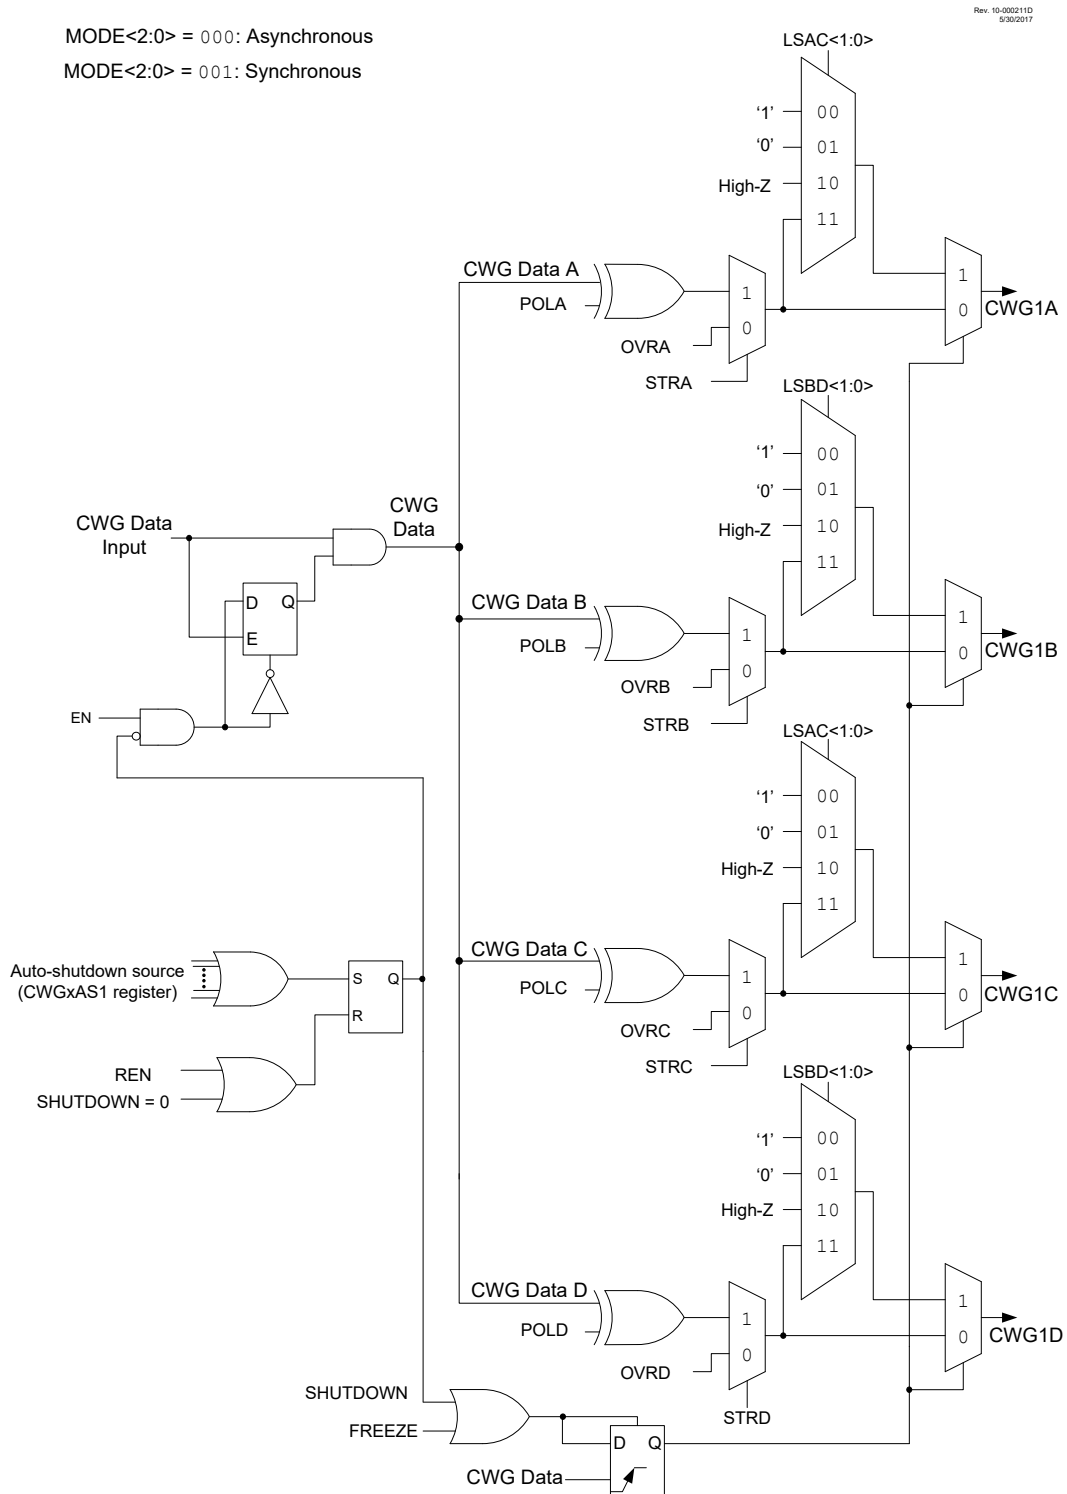 Rev. 10-000211D
5/30/2017
MODE<2:0> = 000: Asynchronous
MODE<2:0> = 001: Synchronous
LSAC<1:0>
‘1’ 00
‘0’ 01
High-Z 10
11
CWG Data A
POLA
1
0
OVRA
STRA
1
0
CWG1A
LSBD<1:0>
‘1’ 00
‘0’ 01
High-Z 10
11
CWG Data
Input
CWG
Data
D Q
E
EN
CWG Data B
POLB
1
0
OVRB
STRB
1
0
CWG1B
LSAC<1:0>
‘1’ 00
‘0’ 01
High-Z 10
11
CWG Data C
POLC
1
0
OVRC
STRC
1
0
CWG1C
Auto-shutdown source
(CWGxAS1 register)
S Q
R
REN
SHUTDOWN = 0
LSBD<1:0>
‘1’ 00
‘0’ 01
High-Z 10
11
CWG Data D
POLD
1
0
OVRD
STRD
1
0
CWG1D
SHUTDOWN
FREEZE
D Q
CWG Data